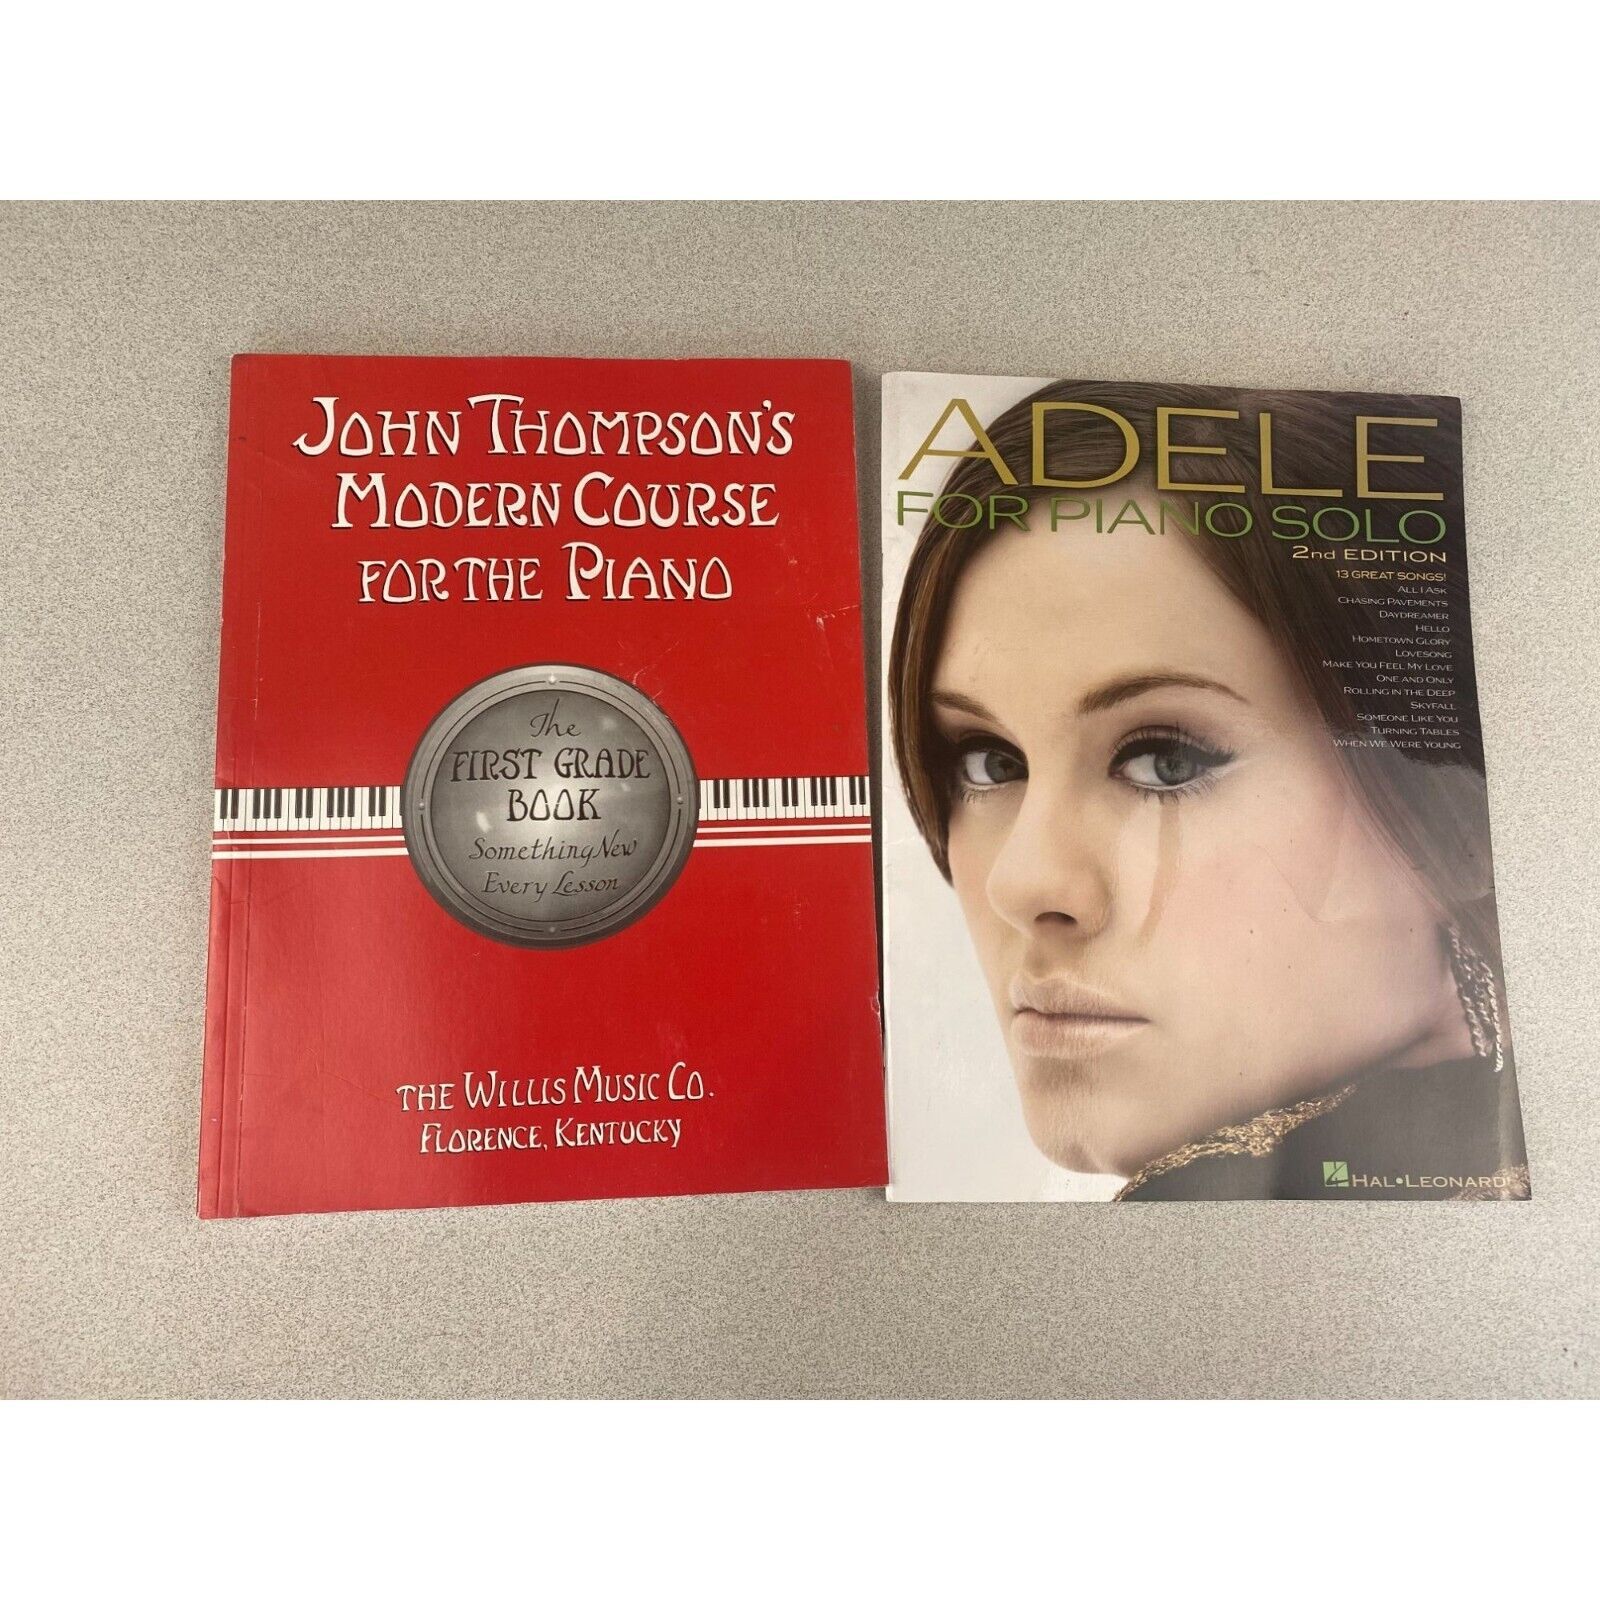 JOHN THOMPSON'S
MODERN COURSE
FOR THE PIANO
The
FIRST GRADE
BOOK
Something New
Every Lesson
THE WILLIS MUSIC CO.
FLORENCE, KENTUCKY
ADELE
FOR PIANO SOLO
2nd EDITION
13 GREAT SONGS!
ALL I ASK
CHASING PAVEMENTS
DAYDREAMER
HELLO
HOMETOWN GLORY
LOVESONG
MAKE YOU FEEL MY LOVE
ONE AND ONLY
ROLLING IN THE DEEP
SKYFALL
SOMEONE LIKE YOU
TURNING TABLES
WHEN WE WERE YOUNG
HAL•LEONARD